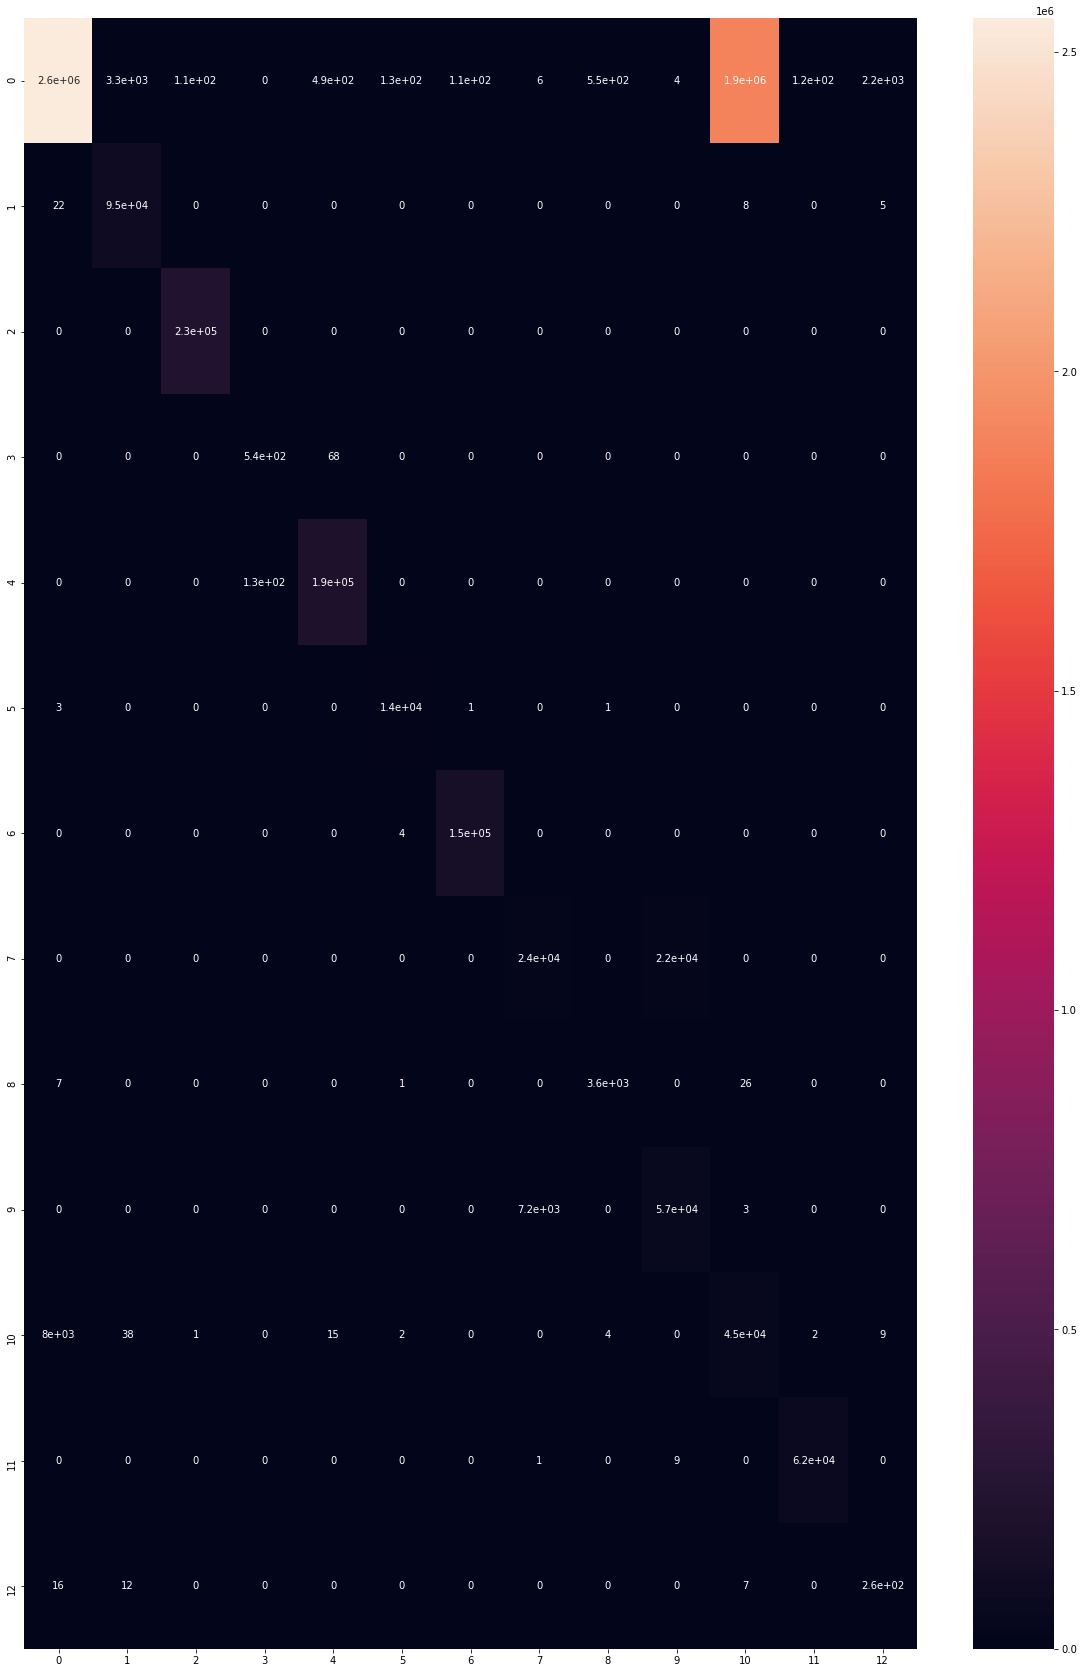 1e6
0 2.6e+06 3.3e+03 1.1e+02 0 4.9e+02 1.3e+02 1.1e+02 6 5.5e+02 4 1.9e+06 1.2e+02 2.2e+03
1 22 9.5e+04 0 0 0 0 0 0 0 0 8 0 5
2 0 0 2.3e+05 0 0 0 0 0 0 0 0 0 0
3 0 0 0 5.4e+02 68 0 0 0 0 0 0 0 0
4 0 0 0 1.3e+02 1.9e+05 0 0 0 0 0 0 0 0
5 3 0 0 0 0 1.4e+04 1 0 1 0 0 0 0
6 0 0 0 0 0 4 1.5e+05 0 0 0 0 0 0
7 0 0 0 0 0 0 0 2.4e+04 0 2.2e+04 0 0 0
8 7 0 0 0 0 1 0 0 3.6e+03 0 26 0 0
9 0 0 0 0 0 0 0 7.2e+03 0 5.7e+04 3 0 0
10 8e+03 38 1 0 15 2 0 0 4 0 4.5e+04 2 9
11 0 0 0 0 0 0 0 1 0 9 0 6.2e+04 0
12 16 12 0 0 0 0 0 0 0 0 7 0 2.6e+02
0 1 2 3 4 5 6 7 8 9 10 11 12
2.5
2.0
1.5
1.0
0.5
0.0